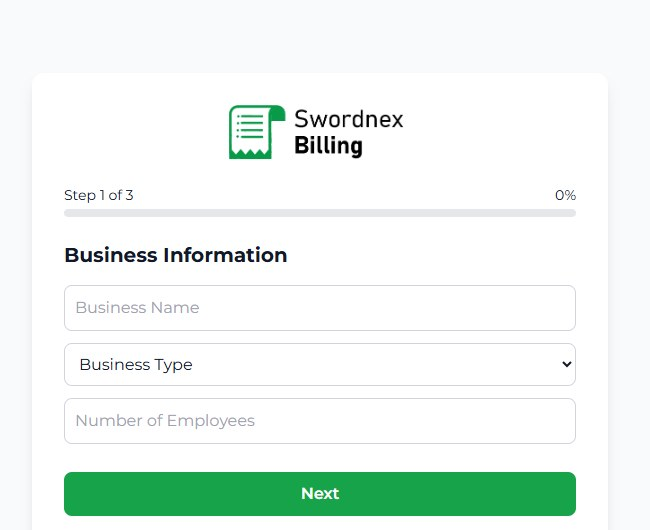 Swordnex
Billing
Step 1 of 3 0%
Business Information
Business Name
Business Type
Number of Employees
Next